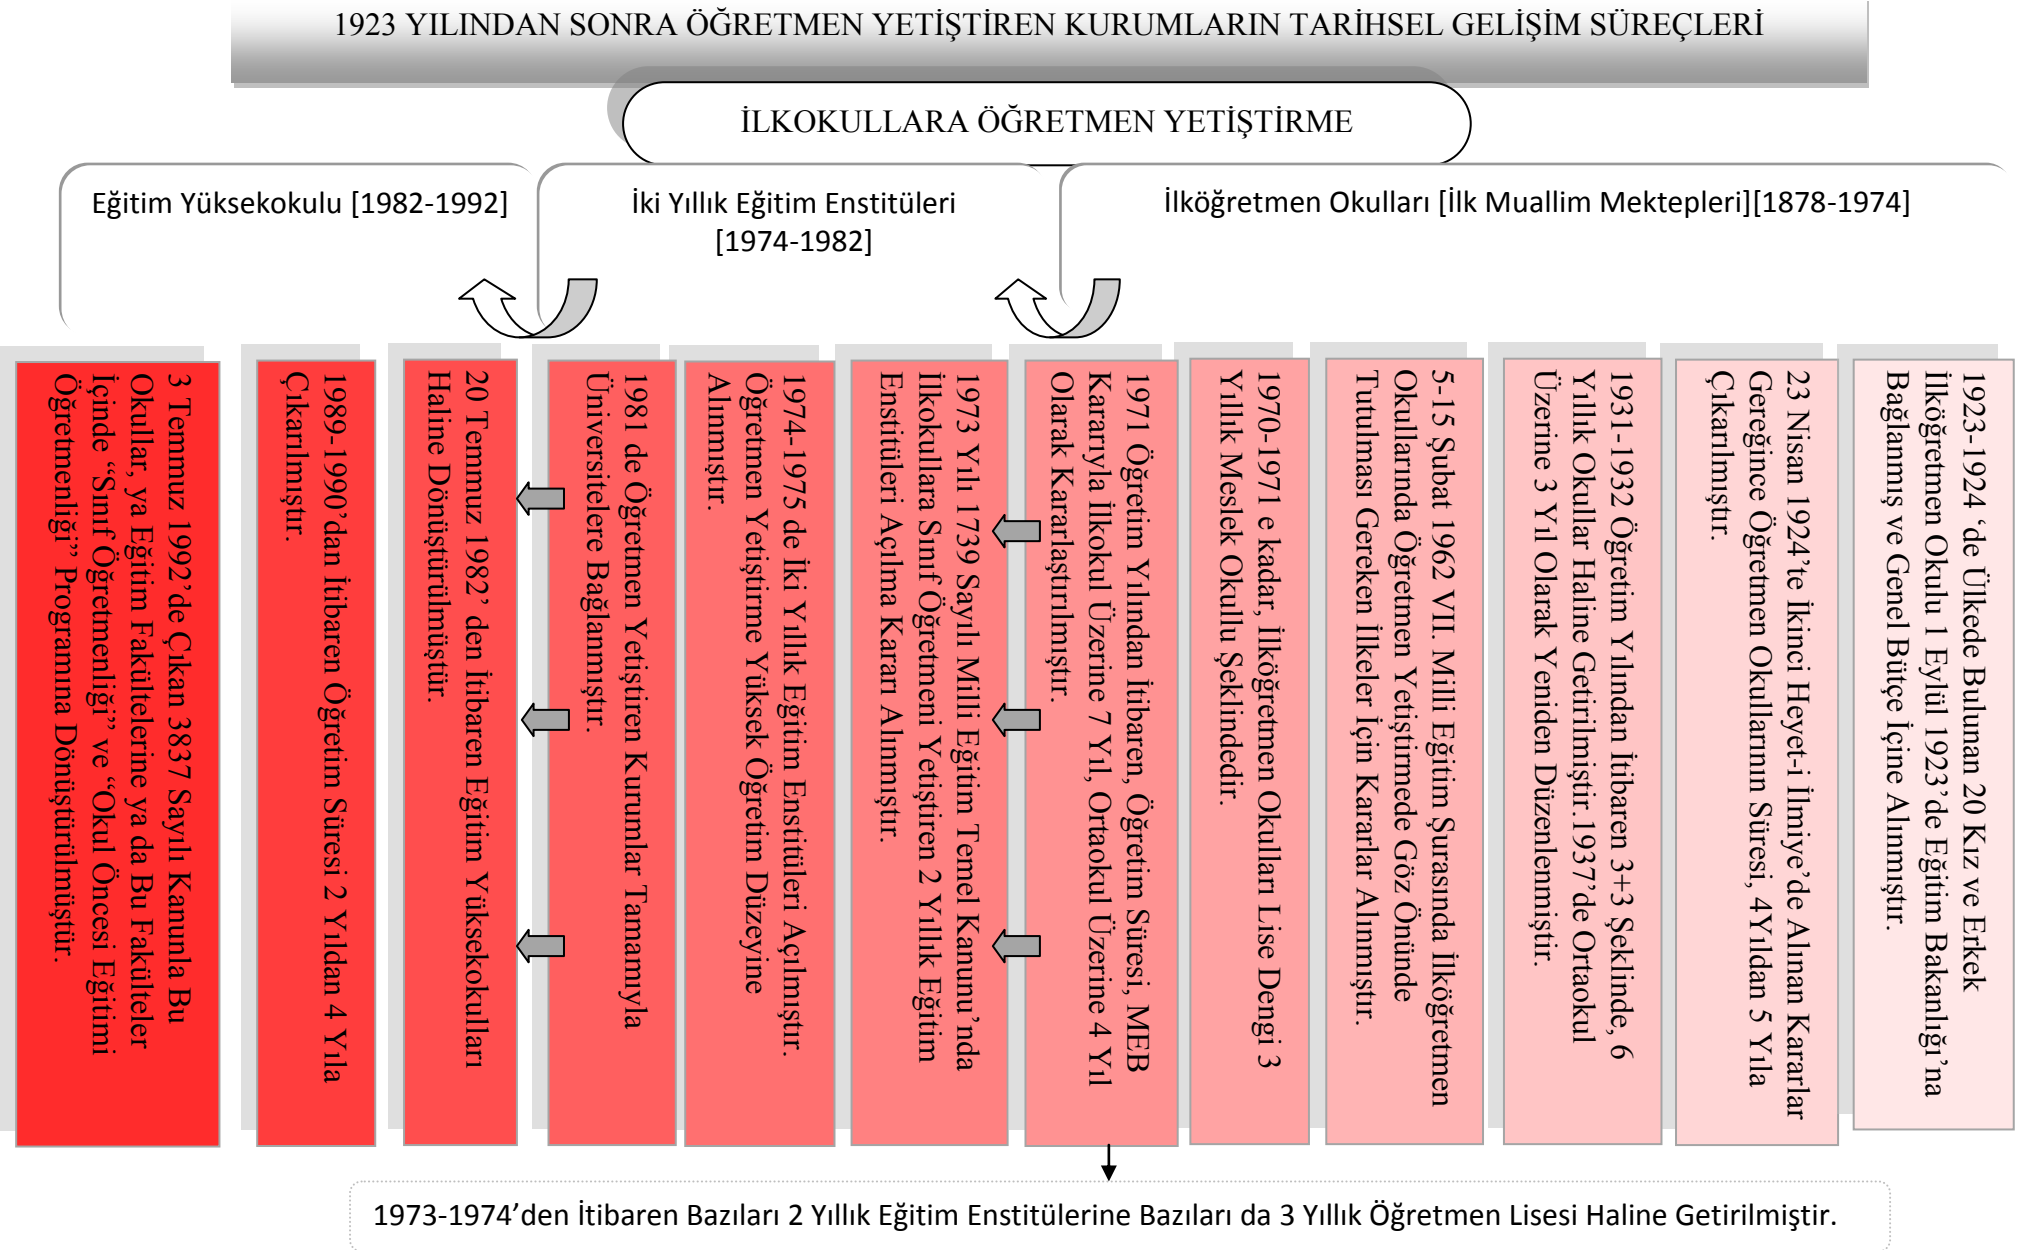 1923 YILINDAN SONRA ÖĞRETMEN YETİŞTİREN KURUMLARIN TARİHSEL GELİŞİM SÜREÇLERİ
İLKOKULLARA ÖĞRETMEN YETİŞTİRME
Eğitim Yüksekokulu [1982-1992]
İki Yıllık Eğitim Enstitüleri
[1974-1982]
İlköğretmen Okulları [İlk Muallim Mektepleri][1878-1974]
3 Temmuz 1992’de Çıkan 3837 Sayılı Kanunla Bu
Okullar, ya Eğitim Fakültelerine ya da Bu Fakülteler
İçinde “Sınıf Öğretmenliği” ve “Okul Öncesi Eğitimi
Öğretmenliği” Programına Dönüştürülmüştür.
1989-1990’dan İtibaren Öğretim Süresi 2 Yıldan 4 Yıla
Çıkarılmıştır.
20 Temmuz 1982’ den İtibaren Eğitim Yüksekokulları
Haline Dönüştürülmüştür.
1981 de Öğretmen Yetiştiren Kurumlar Tamamıyla
Üniversitelere Bağlanmıştır.
1974-1975 de İki Yıllık Eğitim Enstitüleri Açılmıştır.
Öğretmen Yetiştirme Yüksek Öğretim Düzeyine
Alınmıştır.
1973 Yılı 1739 Sayılı Milli Eğitim Temel Kanunu’nda
İlkokullara Sınıf Öğretmeni Yetiştiren 2 Yıllık Eğitim
Enstitüleri Açılma Kararı Alınmıştır.
1971 Öğretim Yılından İtibaren, Öğretim Süresi, MEB
Kararıyla İlkokul Üzerine 7 Yıl, Ortaokul Üzerine 4 Yıl
Olarak Kararlaştırılmıştır.
1970-1971 e kadar, İlköğretmen Okulları Lise Dengi 3
Yıllık Meslek Okullu Şeklindedir.
5-15 Şubat 1962 VII. Milli Eğitim Şurasında İlköğretmen
Okullarında Öğretmen Yetiştirmede Göz Önünde
Tutulması Gereken İlkeler İçin Kararlar Alınmıştır.
1931-1932 Öğretim Yılından İtibaren 3+3 Şeklinde, 6
Yıllık Okullar Haline Getirilmiştir.1937’de Ortaokul
Üzerine 3 Yıl Olarak Yeniden Düzenlenmiştir.
23 Nisan 1924’te İkinci Heyet-i İlmiye’de Alınan Kararlar
Gereğince Öğretmen Okullarının Süresi, 4Yıldan 5 Yıla
Çıkarılmıştır.
1923-1924 ‘de Ülkede Bulunan 20 Kız ve Erkek
İlköğretmen Okulu 1 Eylül 1923’de Eğitim Bakanlığı’na
Bağlanmış ve Genel Bütçe İçine Alınmıştır.
1973-1974’den İtibaren Bazıları 2 Yıllık Eğitim Enstitülerine Bazıları da 3 Yıllık Öğretmen Lisesi Haline Getirilmiştir.